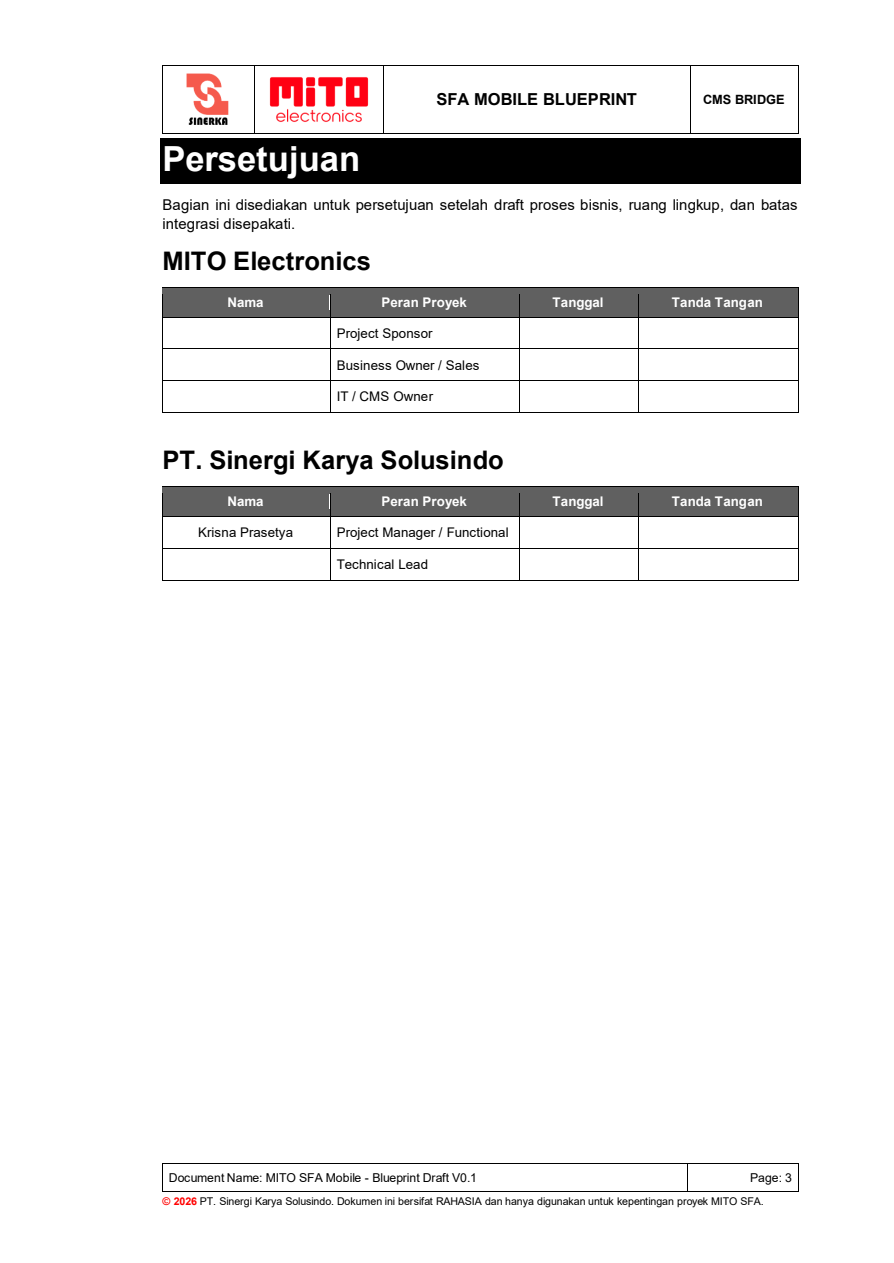 SINERKA
MiTO
electronics
SFA MOBILE BLUEPRINT
CMS BRIDGE
Persetujuan
Bagian ini disediakan untuk persetujuan setelah draft proses bisnis, ruang lingkup, dan batas
integrasi disepakati.
MITO Electronics
Nama Peran Proyek Tanggal Tanda Tangan
Project Sponsor
Business Owner / Sales
IT / CMS Owner
PT. Sinergi Karya Solusindo
Nama Peran Proyek Tanggal Tanda Tangan
Krisna Prasetya Project Manager / Functional
Technical Lead
Document Name: MITO SFA Mobile - Blueprint Draft V0.1 Page: 3
© 2026 PT. Sinergi Karya Solusindo. Dokumen ini bersifat RAHASIA dan hanya digunakan untuk kepentingan proyek MITO SFA.